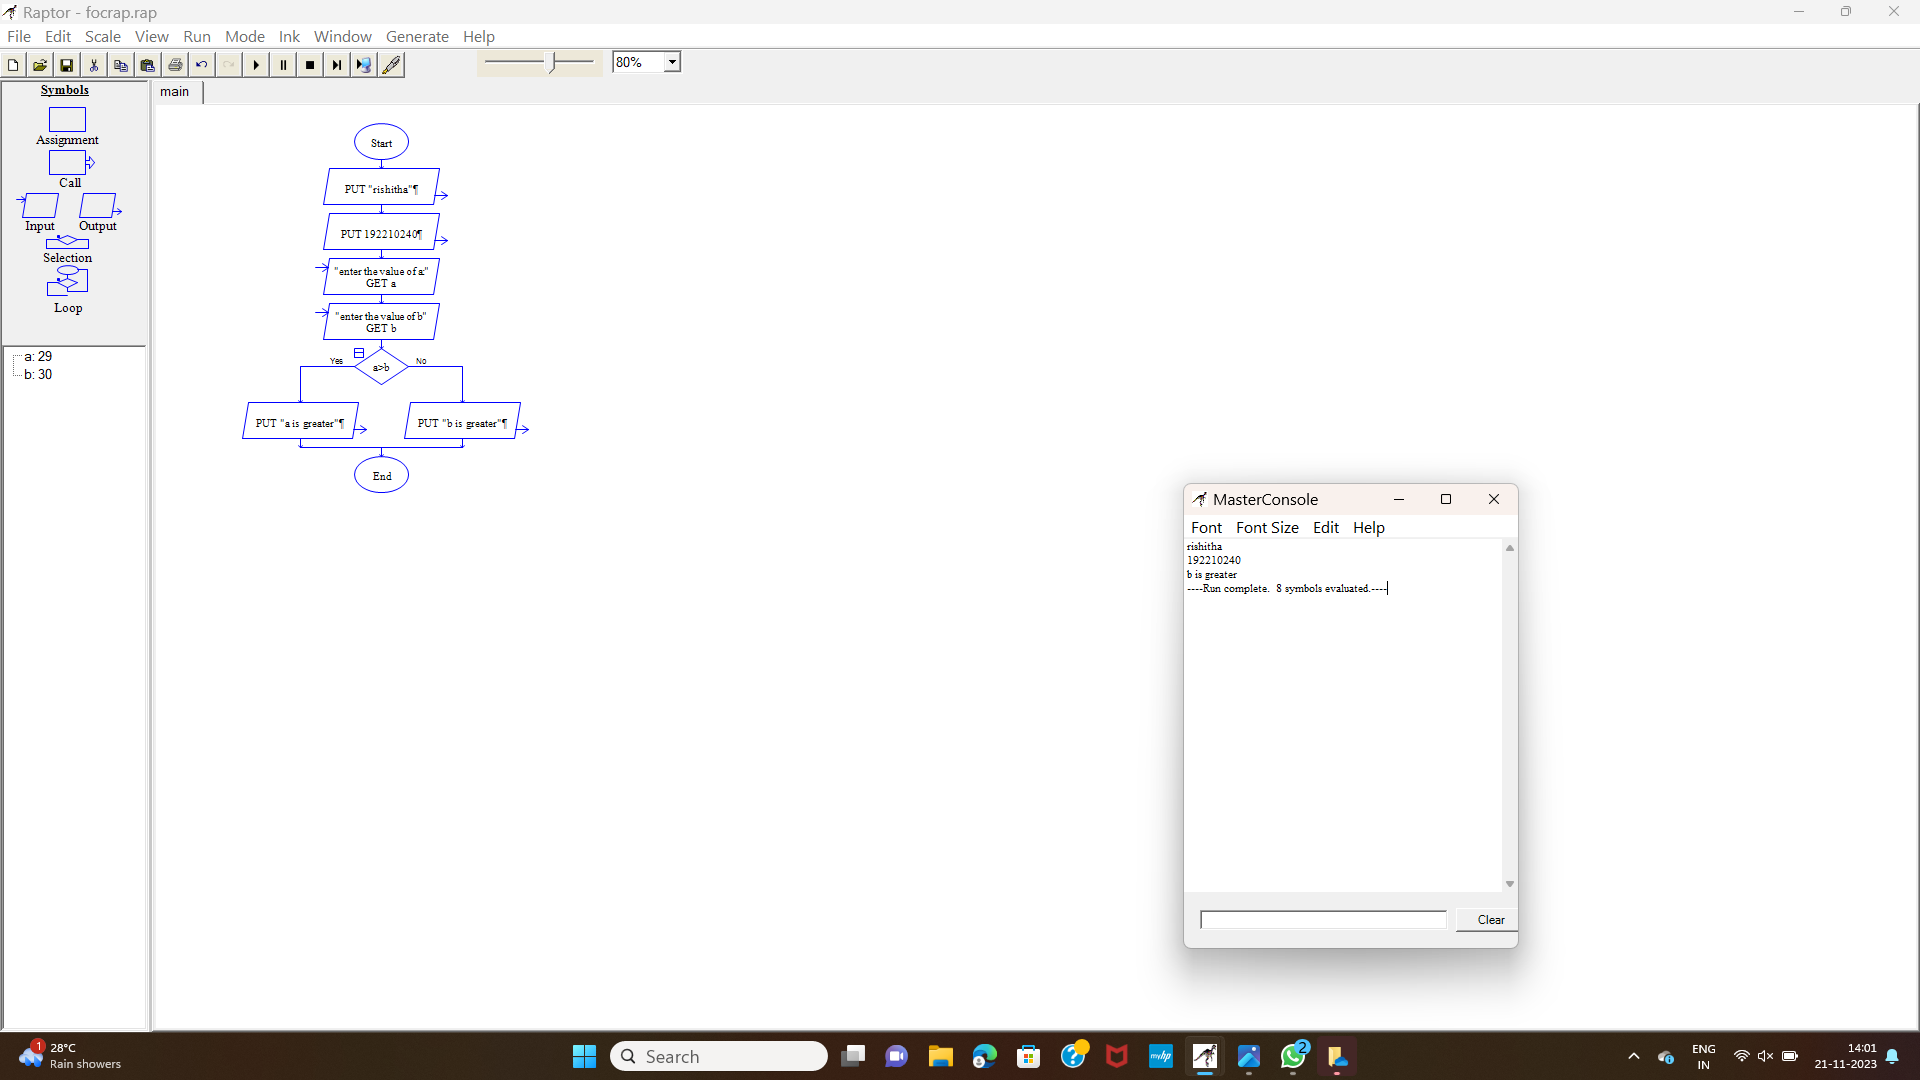 Raptor - focrap.rap
File Edit Scale View Run Mode Ink Window Generate Help
80%
Symbols
Assignment
Call
Input Output
Selection
Loop
a: 29
b: 30
main
Start
PUT "rishitha"¶
PUT 192210240¶
"enter the value of a:"
GET a
"enter the value of b"
GET b
Yes a>b No
PUT "a is greater"¶ PUT "b is greater"¶
End
MasterConsole
Font Font Size Edit Help
rishitha
192210240
b is greater
----Run complete. 8 symbols evaluated.----
Clear
1
28°C
Rain showers
Search
myhp
2
ENG
IN
14:01
21-11-2023